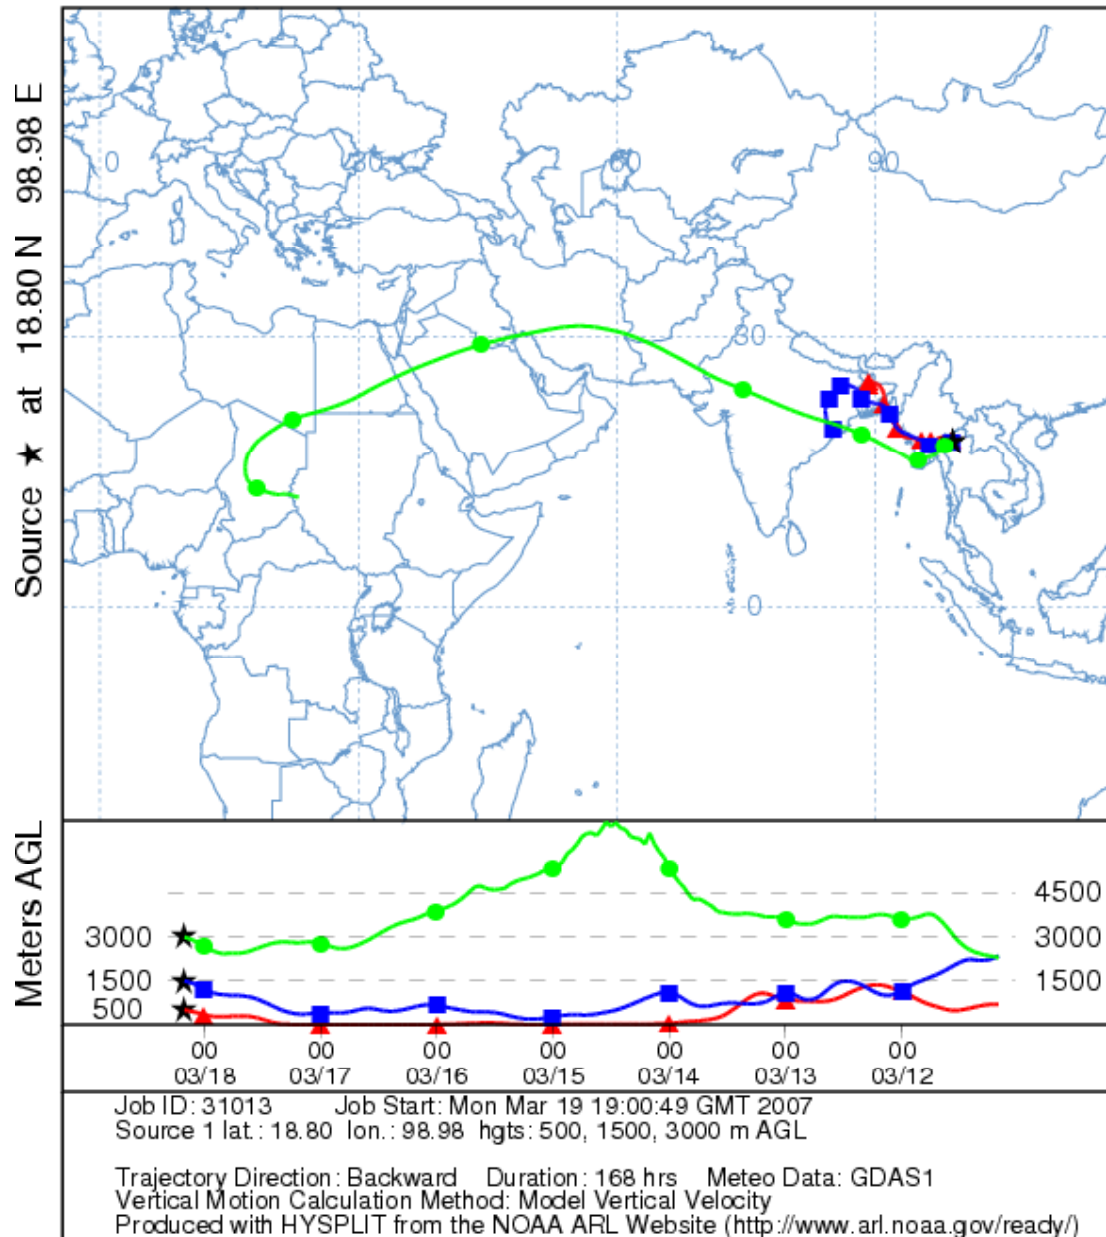 Source ★ at 18.80 N 98.98 E
0 30 60 90
30
0
Meters AGL
4500
3000 3000
1500 1500
500
00 00 00 00 00 00 00
03/18 03/17 03/16 03/15 03/14 03/13 03/12
Job ID: 31013 Job Start: Mon Mar 19 19:00:49 GMT 2007
Source 1 lat.: 18.80 lon.: 98.98 hgts: 500, 1500, 3000 m AGL
Trajectory Direction: Backward Duration: 168 hrs Meteo Data: GDAS1
Vertical Motion Calculation Method: Model Vertical Velocity
Produced with HYSPLIT from the NOAA ARL Website (http://www.arl.noaa.gov/ready/)